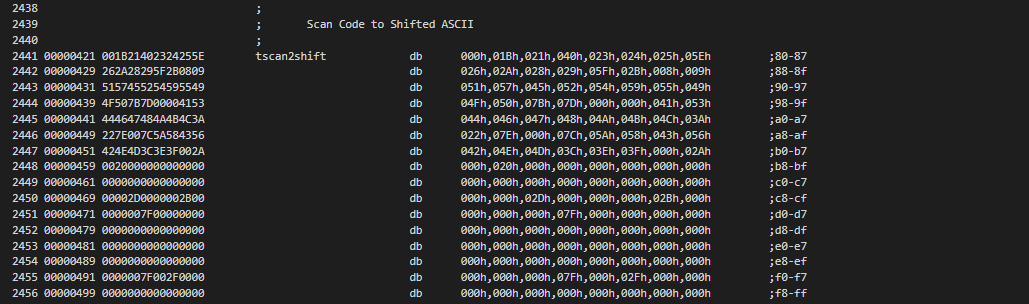 2438 ;
2439 ; Scan Code to Shifted ASCII
2440 ;
2441 00000421 001B21402324255E tscan2shift db 000h,01Bh,021h,040h,023h,024h,025h,05Eh ;80-87
2442 00000429 262A28295F2B0809 db 026h,02Ah,028h,029h,05Fh,02Bh,008h,009h ;88-8f
2443 00000431 5157455254595549 db 051h,057h,045h,052h,054h,059h,055h,049h ;90-97
2444 00000439 4F507B7D00004153 db 04Fh,050h,07Bh,07Dh,000h,000h,041h,053h ;98-9f
2445 00000441 444647484A4B4C3A db 044h,046h,047h,048h,04Ah,04Bh,04Ch,03Ah ;a0-a7
2446 00000449 227E007C5A584356 db 022h,07Eh,000h,07Ch,05Ah,058h,043h,056h ;a8-af
2447 00000451 424E4D3C3E3F002A db 042h,04Eh,04Dh,03Ch,03Eh,03Fh,000h,02Ah ;b0-b7
2448 00000459 0020000000000000 db 000h,020h,000h,000h,000h,000h,000h,000h ;b8-bf
2449 00000461 0000000000000000 db 000h,000h,000h,000h,000h,000h,000h,000h ;c0-c7
2450 00000469 00002D0000002B00 db 000h,000h,02Dh,000h,000h,000h,02Bh,000h ;c8-cf
2451 00000471 0000007F00000000 db 000h,000h,000h,07Fh,000h,000h,000h,000h ;d0-d7
2452 00000479 0000000000000000 db 000h,000h,000h,000h,000h,000h,000h,000h ;d8-df
2453 00000481 0000000000000000 db 000h,000h,000h,000h,000h,000h,000h,000h ;e0-e7
2454 00000489 0000000000000000 db 000h,000h,000h,000h,000h,000h,000h,000h ;e8-ef
2455 00000491 0000007F002F0000 db 000h,000h,000h,07Fh,000h,02Fh,000h,000h ;f0-f7
2456 00000499 0000000000000000 db 000h,000h,000h,000h,000h,000h,000h,000h ;f8-ff